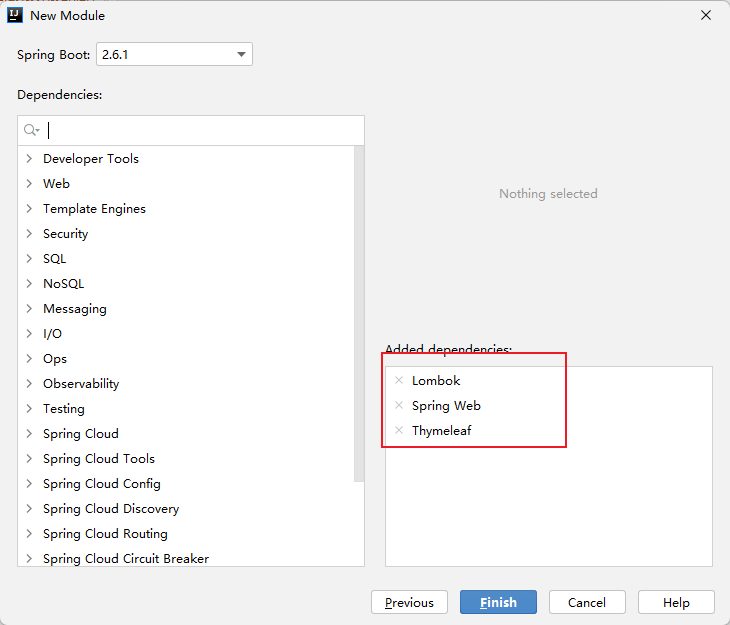 New Module
Spring Boot: 2.6.1
Dependencies:
Developer Tools
Web
Template Engines
Security
SQL
NoSQL
Messaging
I/O
Ops
Observability
Testing
Spring Cloud
Spring Cloud Tools
Spring Cloud Config
Spring Cloud Discovery
Spring Cloud Routing
Spring Cloud Circuit Breaker
Nothing selected
Added dependencies:
Lombok
Spring Web
Thymeleaf
Previous Finish Cancel Help